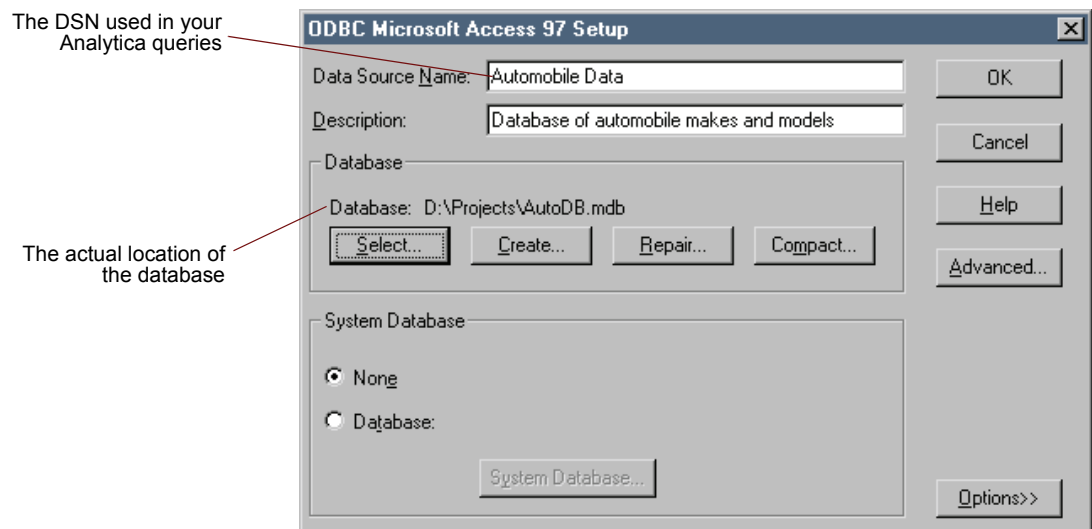 The DSN used in your
Analytica queries
ODBC Microsoft Access 97 Setup
Data Source Name: Automobile Data
OK
Description: Database of automobile makes and models
Cancel
Database
Database: D:\Projects\AutoDB.mdb
Help
Select... Create... Repair... Compact...
The actual location of
the database
Advanced...
System Database
None
Database:
System Database...
Options>>